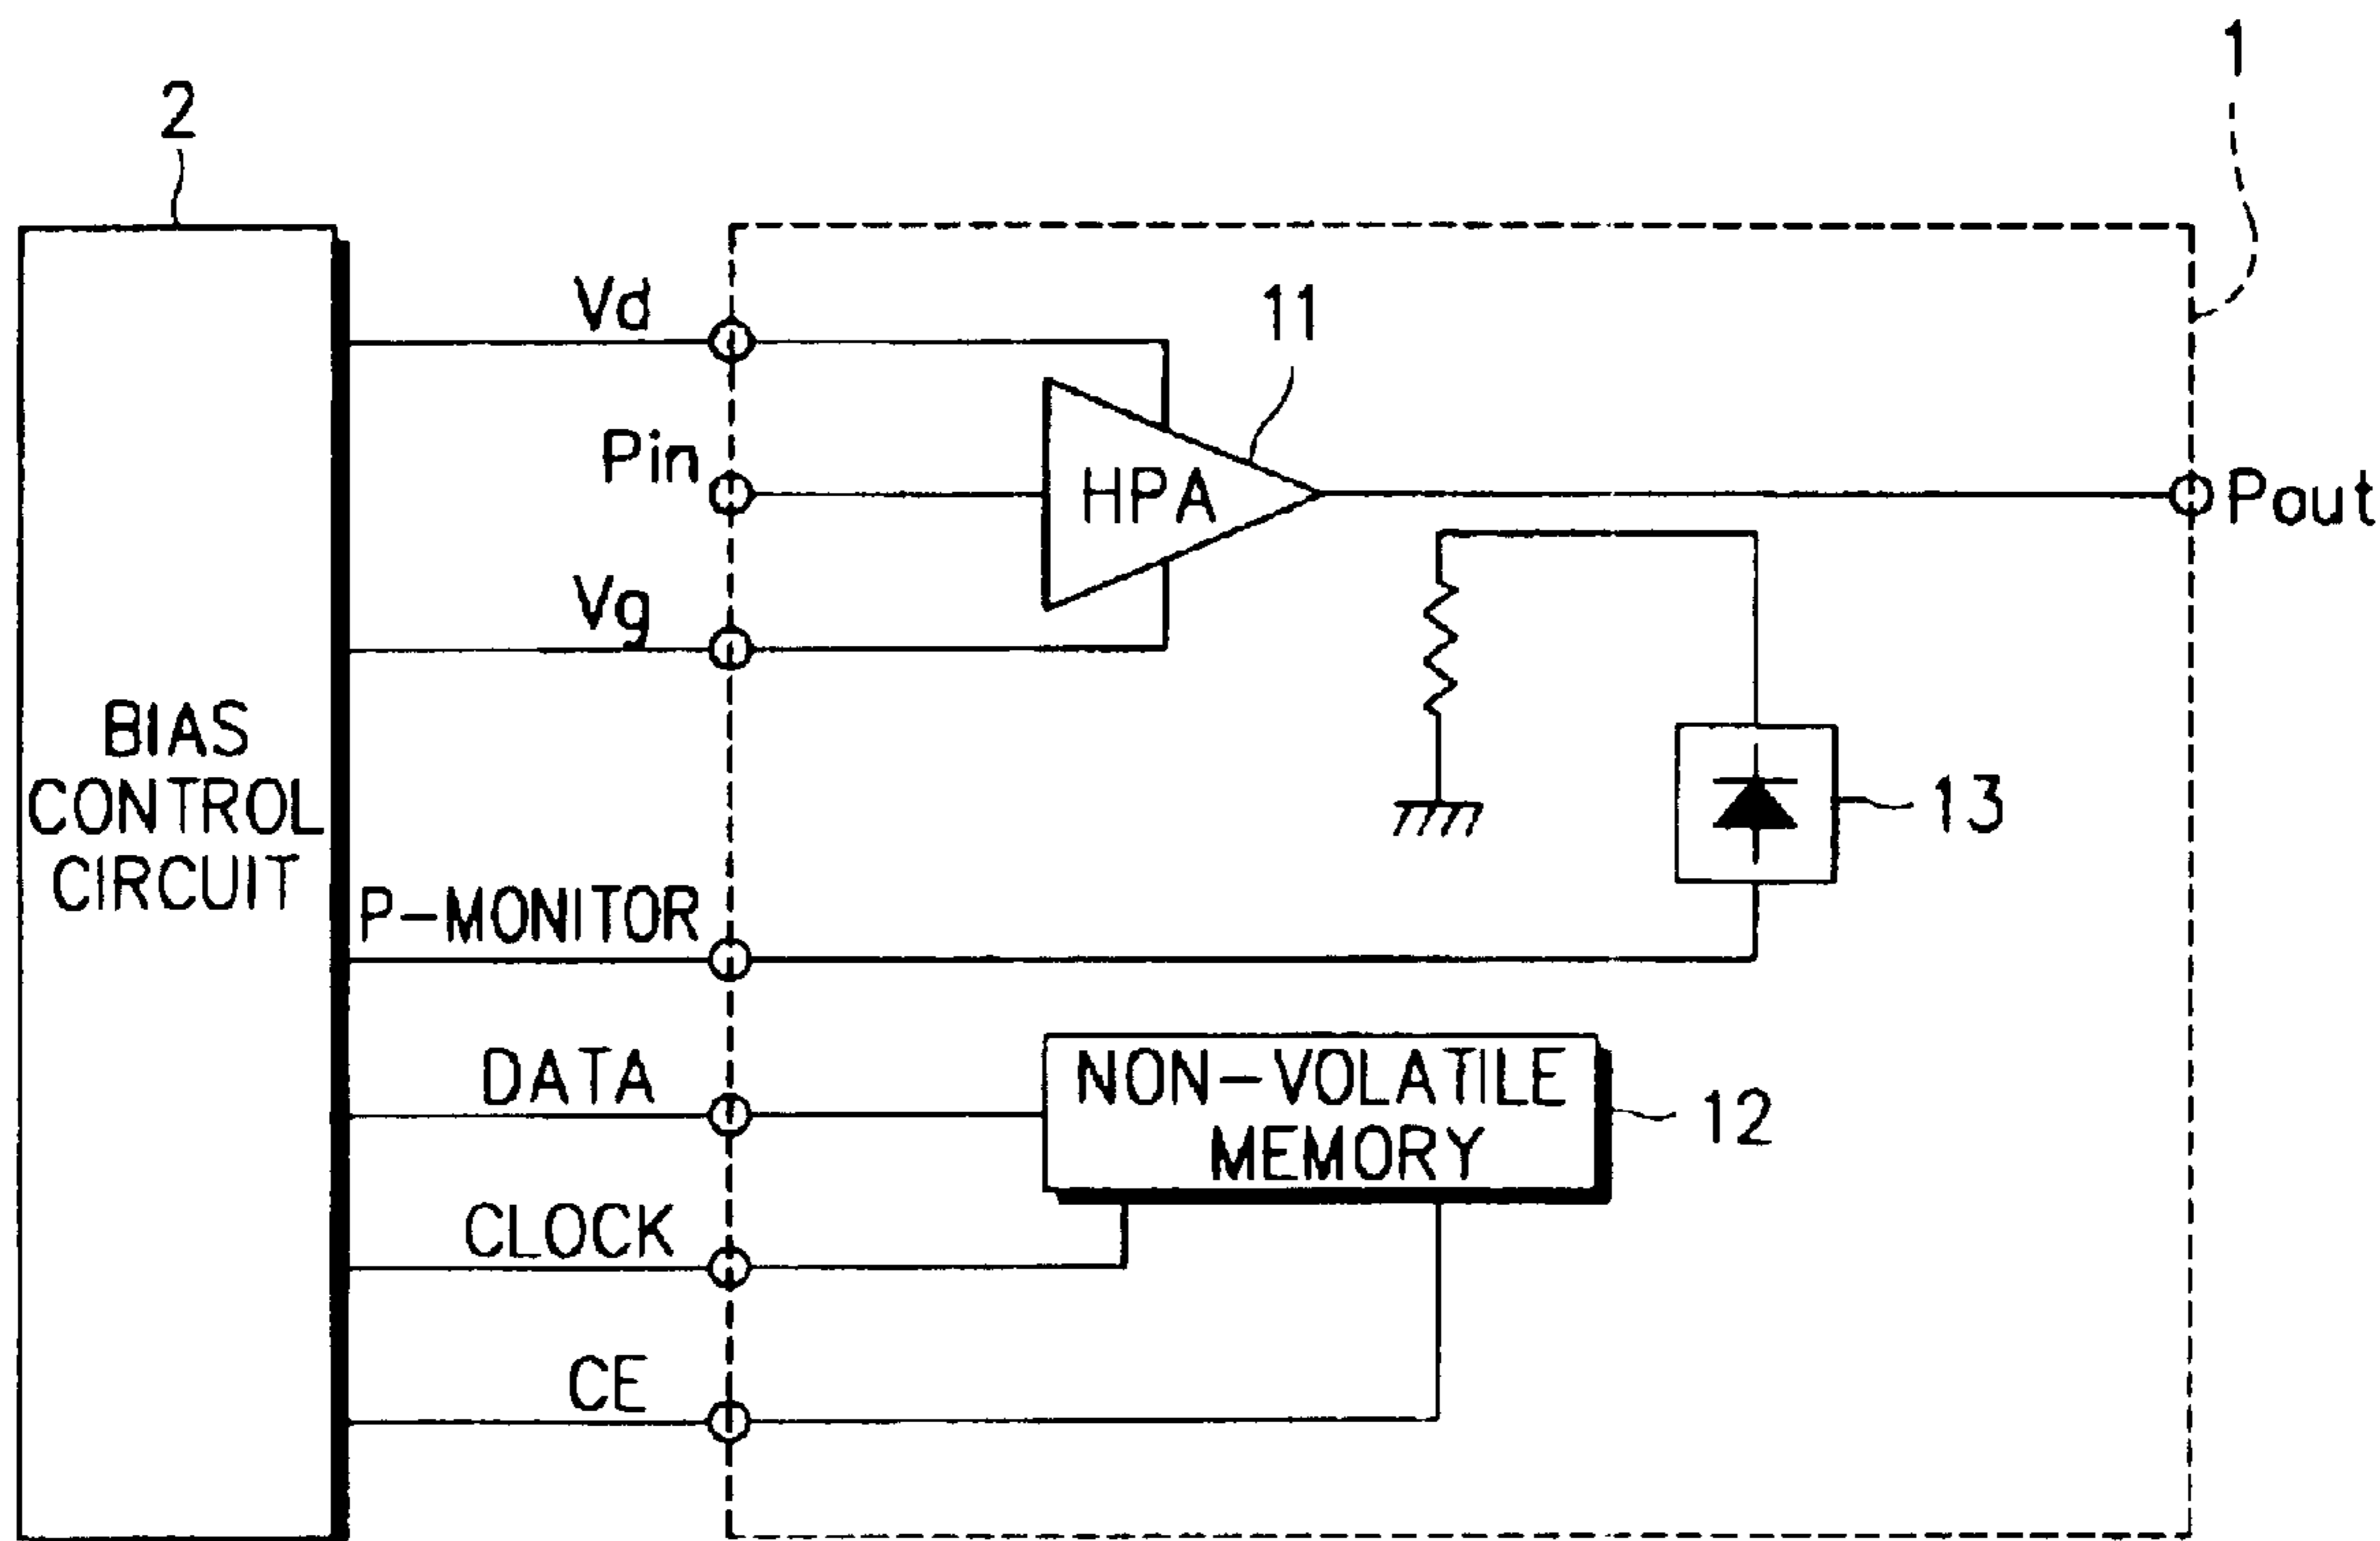 1
2
Vd
11
Pin
HPA
Pout
Vg
BIAS
CONTROL
CIRCUIT
13
P-MONITOR
DATA
NON-VOLATILE
MEMORY
12
CLOCK
CE